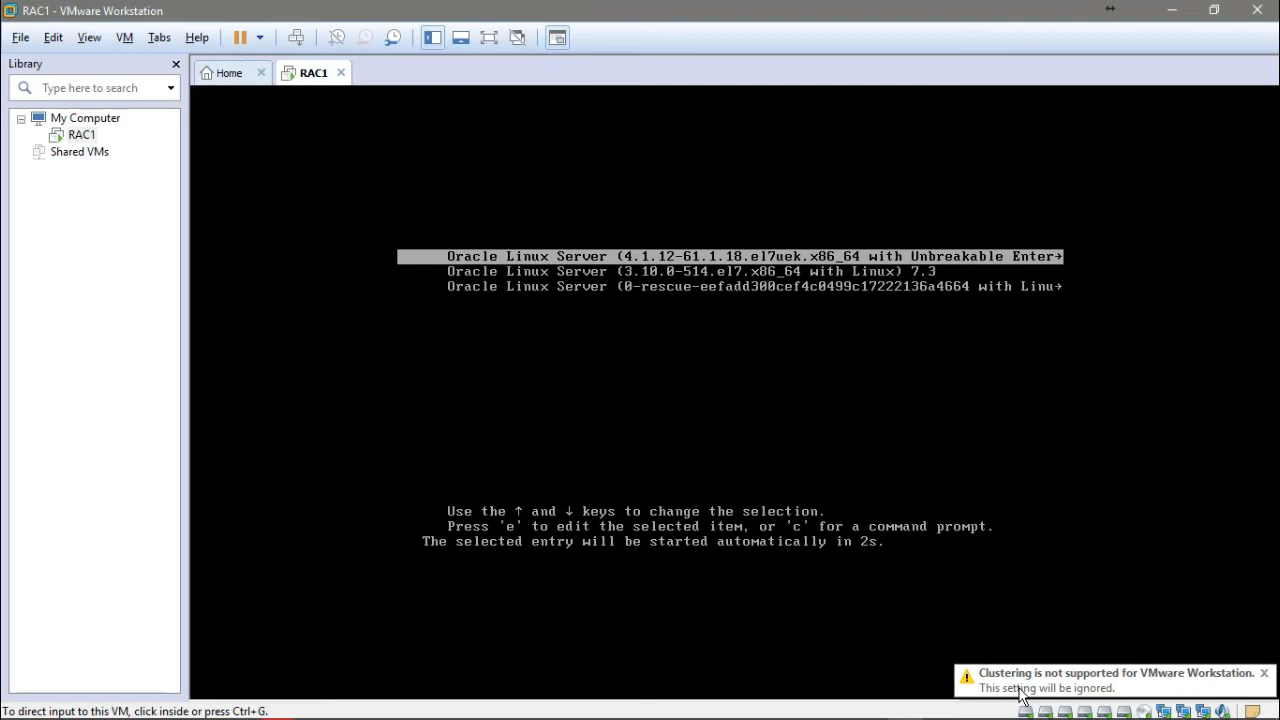 RAC1 - VMware Workstation
File Edit View VM Tabs Help
Library
Type here to search
My Computer
RAC1
Shared VMs
Home
RAC1
Oracle Linux Server (4.1.12-61.1.18.el7uek.x86_64 with Unbreakable Enter→
Oracle Linux Server (3.10.0-514.el7.x86_64 with Linux) 7.3
Oracle Linux Server (0-rescue-eefadd300cef4c0499c17222136a4664 with Linu→
Use the ↑ and ↓ keys to change the selection.
Press 'e' to edit the selected item, or 'c' for a command prompt.
The selected entry will be started automatically in 2s.
Clustering is not supported for VMware Workstation.
This setting will be ignored.
To direct input to this VM, click inside or press Ctrl+G.